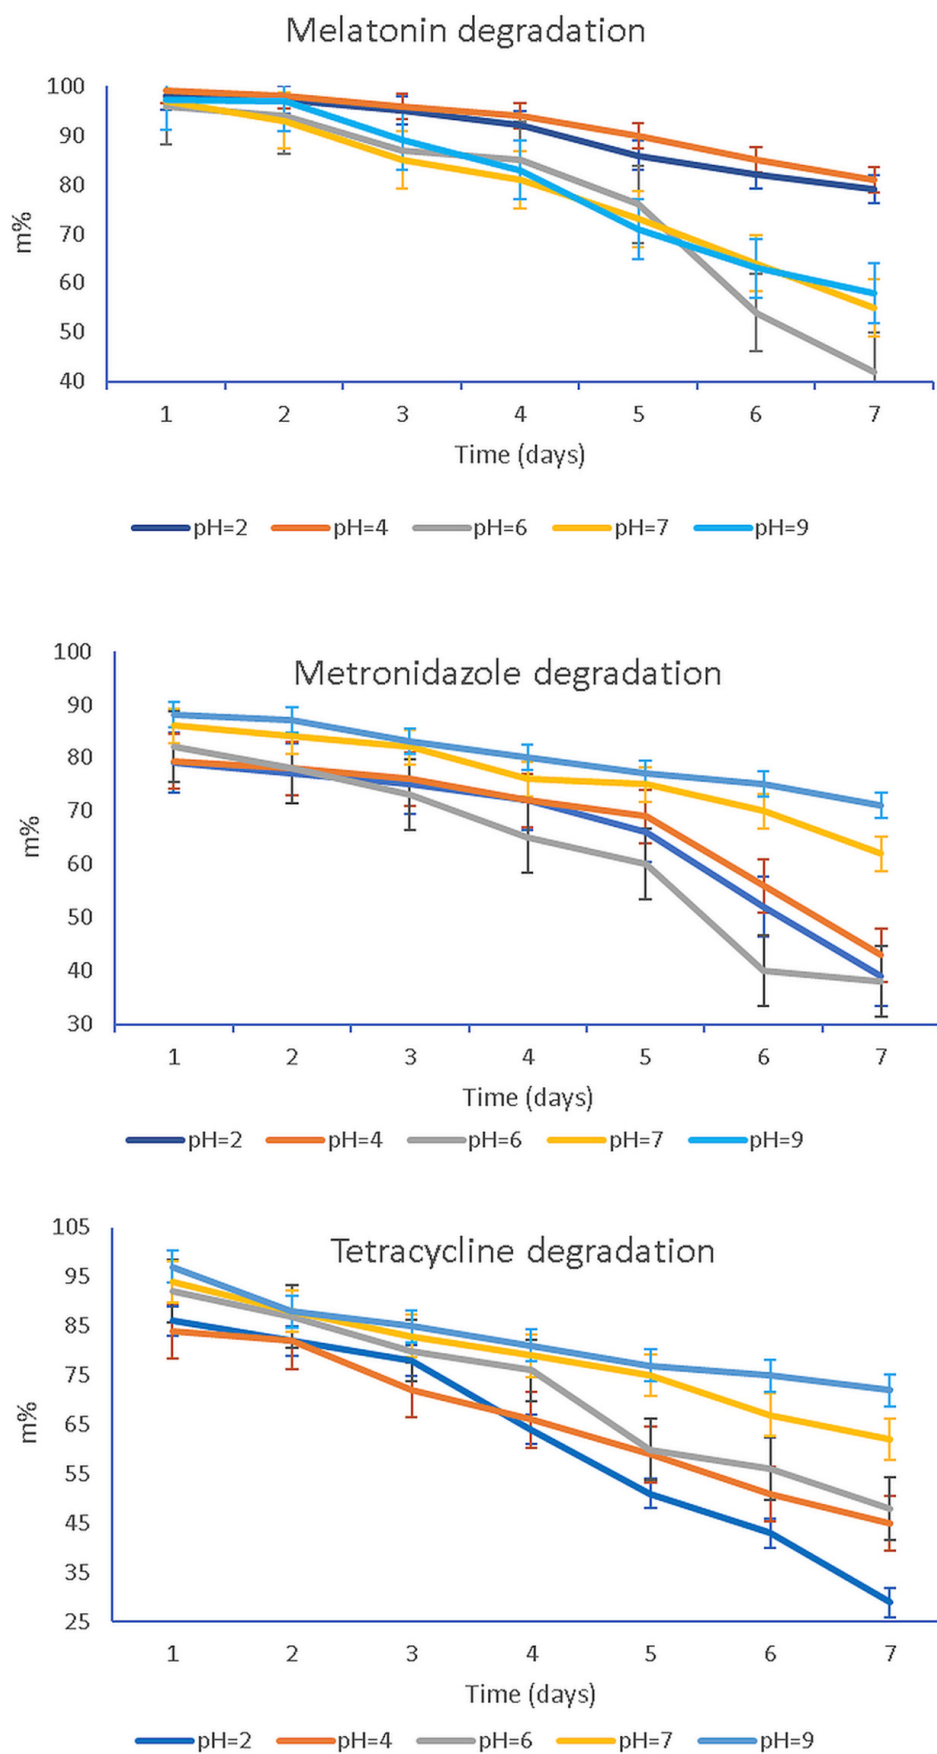 Melatonin degradation
100
90
80
70
60
50
40
m%
1 2 3 4 5 6 7
Time (days)
pH=2 pH=4 pH=6 pH=7 pH=9
Metronidazole degradation
100
90
80
70
60
50
40
30
m%
1 2 3 4 5 6 7
Time (days)
pH=2 pH=4 pH=6 pH=7 pH=9
Tetracycline degradation
105
95
85
75
65
55
45
35
25
m%
1 2 3 4 5 6 7
Time (days)
pH=2 pH=4 pH=6 pH=7 pH=9